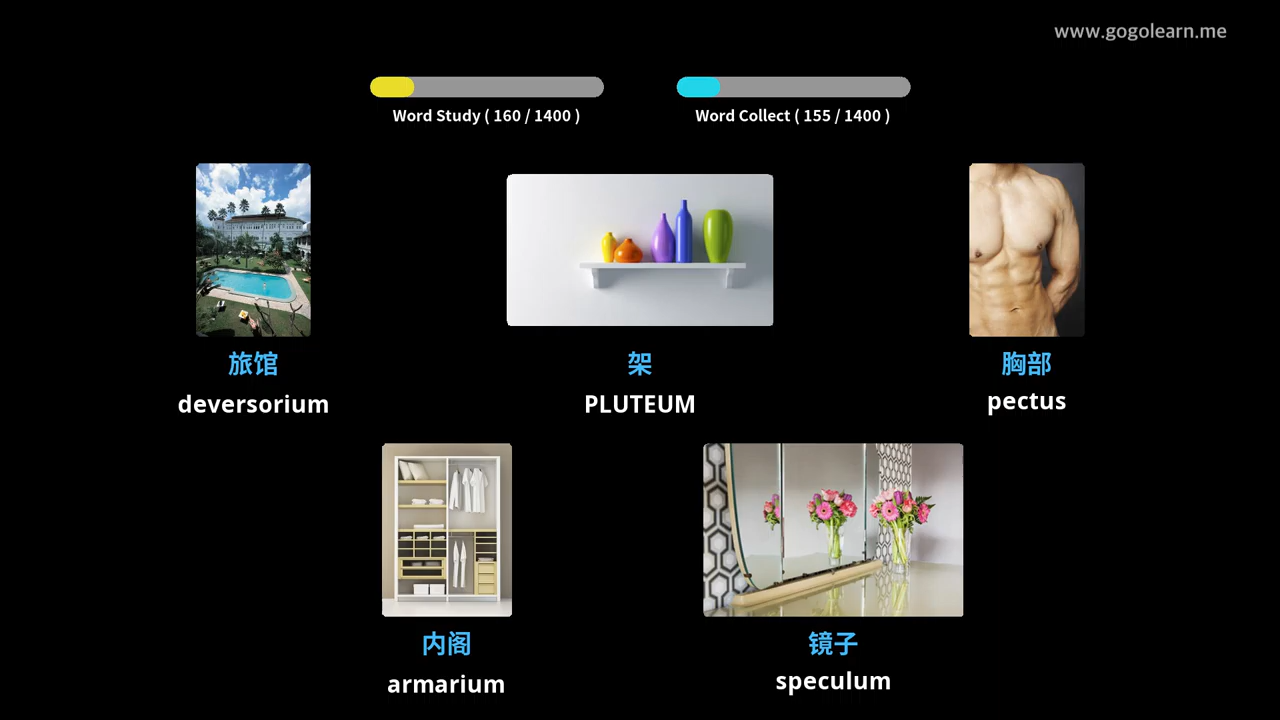 www.gogolearn.me
Word Study ( 160 / 1400 )
Word Collect ( 155 / 1400 )
旅馆
deversorium
架
PLUTEUM
胸部
pectus
内阁
armarium
镜子
speculum